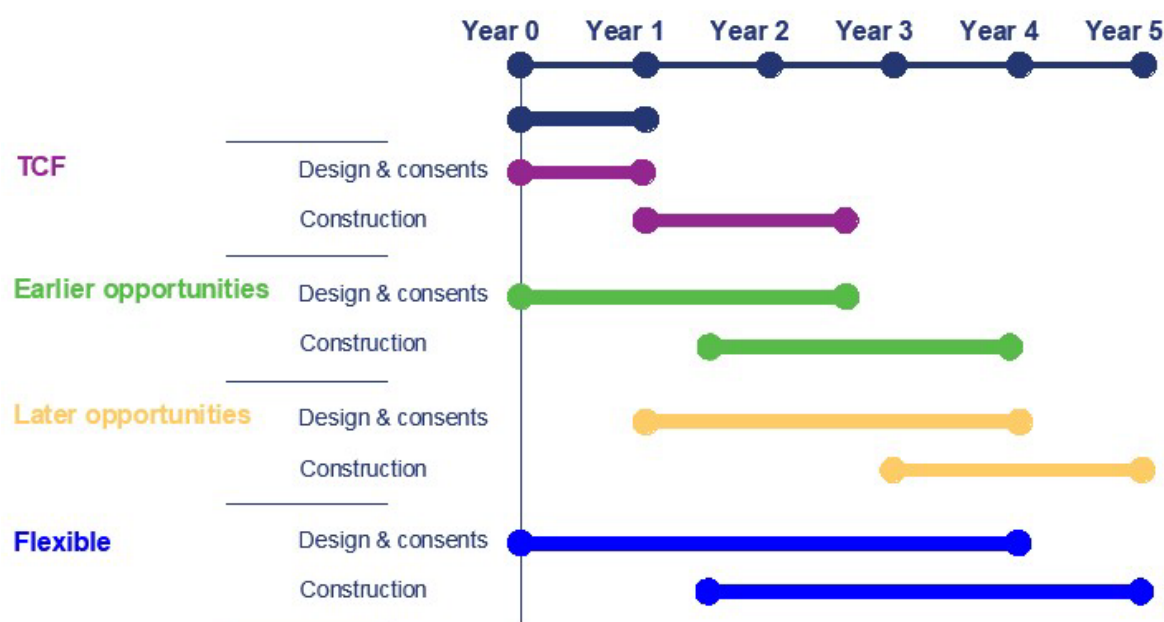 Year 0 Year 1 Year 2 Year 3 Year 4 Year 5
TCF
Design & consents
Construction
Earlier opportunities
Design & consents
Construction
Later opportunities
Design & consents
Construction
Flexible
Design & consents
Construction